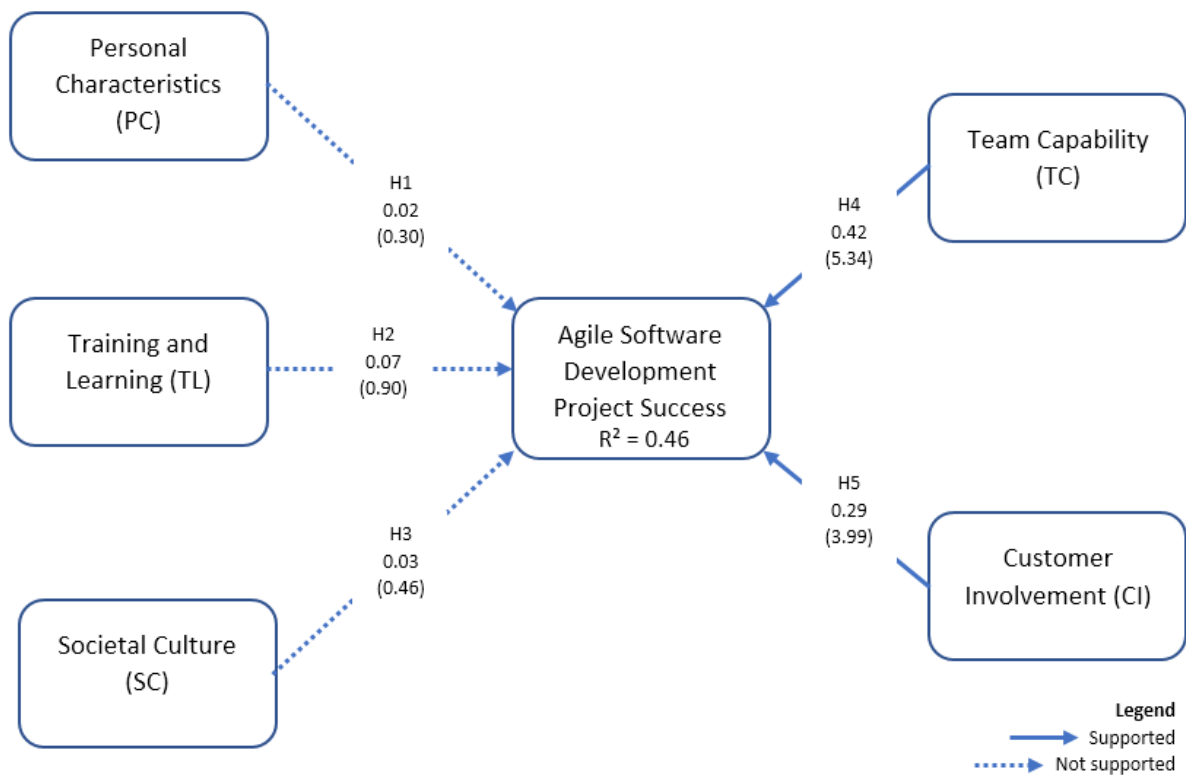 Personal
Characteristics
(PC)
H1
0.02
(0.30)
Training and
Learning (TL)
H2
0.07
(0.90)
Societal Culture
(SC)
H3
0.03
(0.46)
Agile Software
Development
Project Success
R² = 0.46
Team Capability
(TC)
H4
0.42
(5.34)
Customer
Involvement (CI)
H5
0.29
(3.99)
Legend
Supported
Not supported